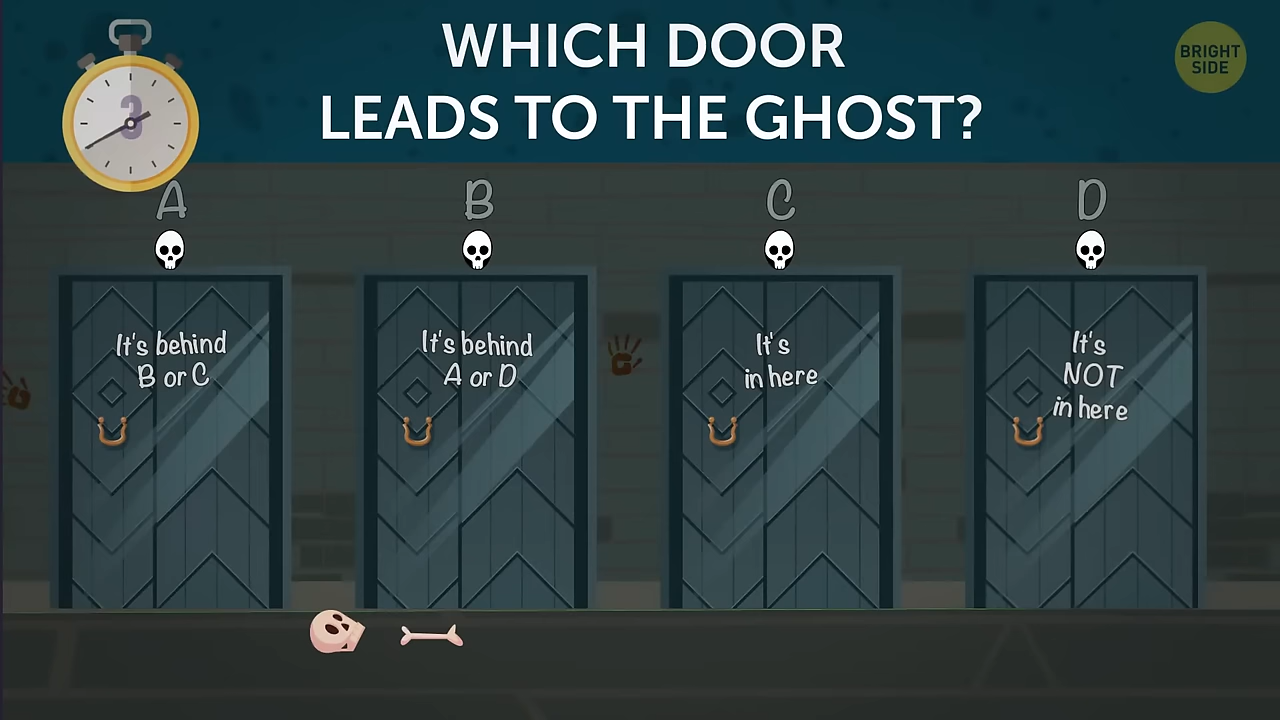 WHICH DOOR
LEADS TO THE GHOST?
BRIGHT
SIDE
3
A
B
C
D
It's behind
B or C
It's behind
A or D
It's
in here
It's
NOT
in here